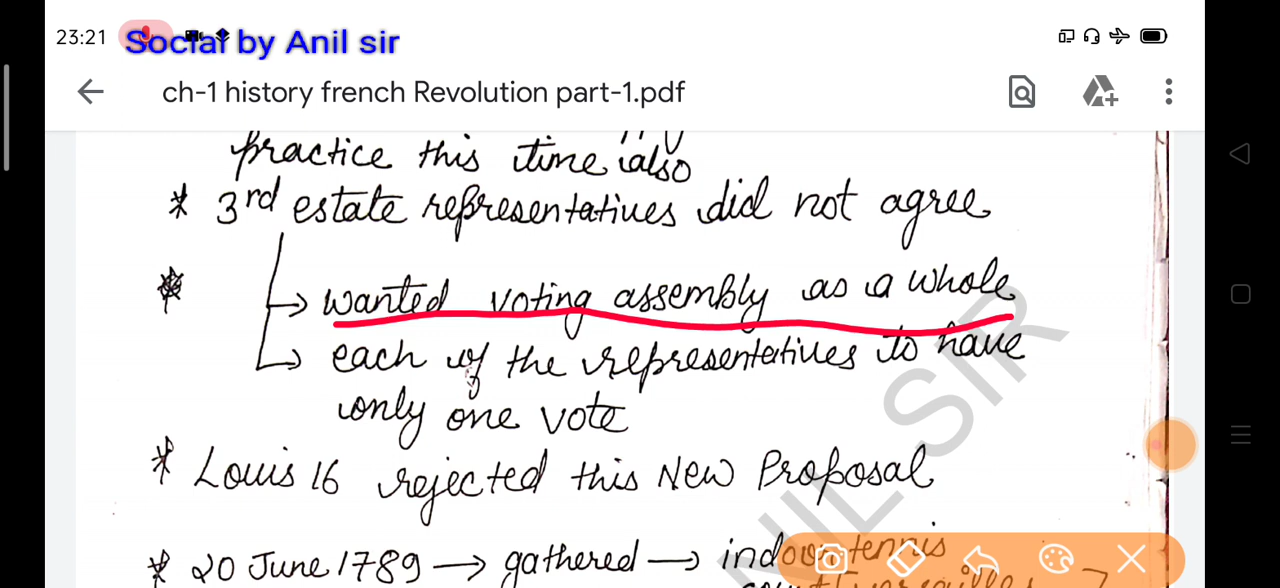 23:21
Social by Anil sir
ch-1 history french Revolution part-1.pdf
practice this time also
* 3rd estate representatives did not agree
→ wanted voting assembly as a whole
→ each of the representatives to have
only one vote
* Louis 16 rejected this New Proposal
* 20 June 1789 → gathered → indoor tennis
NIL SIR